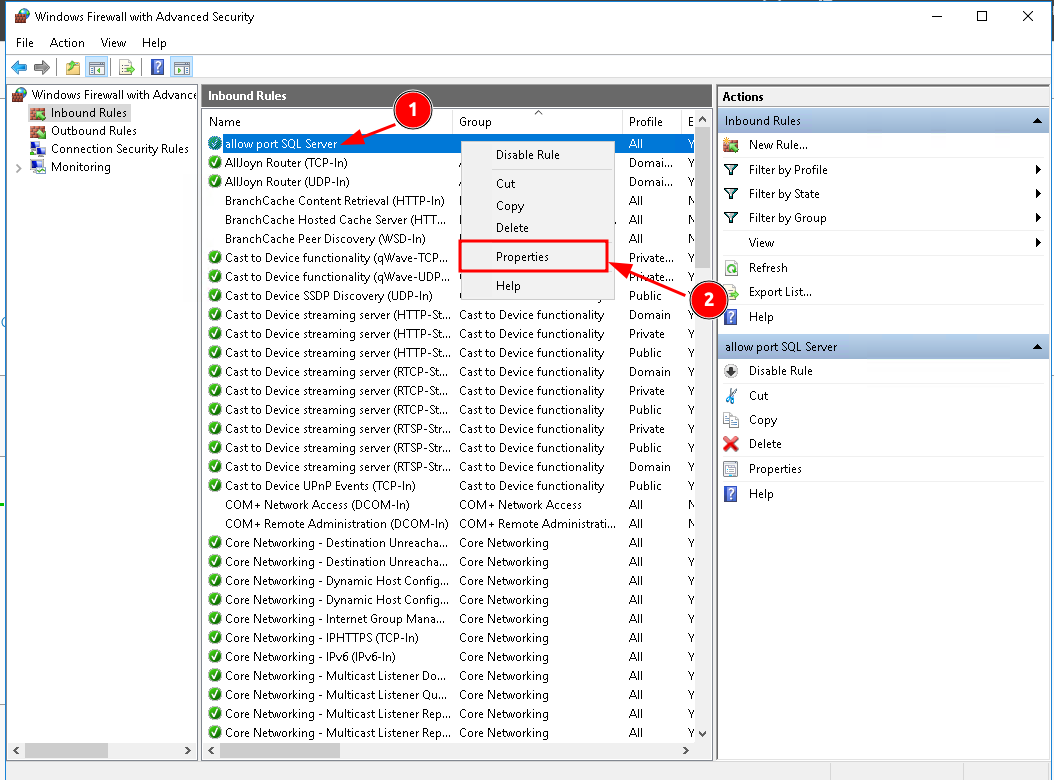 Windows Firewall with Advanced Security
File Action View Help
Windows Firewall with Advance
Inbound Rules
Outbound Rules
Connection Security Rules
Monitoring
Inbound Rules
Name Group Profile E
allow port SQL Server All Y
AllJoyn Router (TCP-In) Domai... Y
AllJoyn Router (UDP-In) Domai... Y
BranchCache Content Retrieval (HTTP-In) All N
BranchCache Hosted Cache Server (HTT... All N
BranchCache Peer Discovery (WSD-In) All N
Cast to Device functionality (qWave-TCP... Private... Y
Cast to Device functionality (qWave-UDP... Private... Y
Cast to Device SSDP Discovery (UDP-In) Public Y
Cast to Device streaming server (HTTP-St... Cast to Device functionality Domain Y
Cast to Device streaming server (HTTP-St... Cast to Device functionality Private Y
Cast to Device streaming server (HTTP-St... Cast to Device functionality Public Y
Cast to Device streaming server (RTCP-St... Cast to Device functionality Domain Y
Cast to Device streaming server (RTCP-St... Cast to Device functionality Private Y
Cast to Device streaming server (RTCP-St... Cast to Device functionality Public Y
Cast to Device streaming server (RTSP-Str... Cast to Device functionality Private Y
Cast to Device streaming server (RTSP-Str... Cast to Device functionality Public Y
Cast to Device streaming server (RTSP-Str... Cast to Device functionality Domain Y
Cast to Device UPnP Events (TCP-In) Cast to Device functionality Public Y
COM+ Network Access (DCOM-In) COM+ Network Access All N
COM+ Remote Administration (DCOM-In) COM+ Remote Administrati... All N
Core Networking - Destination Unreacha... Core Networking All Y
Core Networking - Destination Unreacha... Core Networking All Y
Core Networking - Dynamic Host Config... Core Networking All Y
Core Networking - Dynamic Host Config... Core Networking All Y
Core Networking - Internet Group Mana... Core Networking All Y
Core Networking - IPHTTPS (TCP-In) Core Networking All Y
Core Networking - IPv6 (IPv6-In) Core Networking All Y
Core Networking - Multicast Listener Do... Core Networking All Y
Core Networking - Multicast Listener Qu... Core Networking All Y
Core Networking - Multicast Listener Rep... Core Networking All Y
Core Networking - Multicast Listener Rep... Core Networking All Y
1
Disable Rule
Cut
Copy
Delete
Properties
Help
2
Actions
Inbound Rules
New Rule...
Filter by Profile
Filter by State
Filter by Group
View
Refresh
Export List...
Help
allow port SQL Server
Disable Rule
Cut
Copy
Delete
Properties
Help